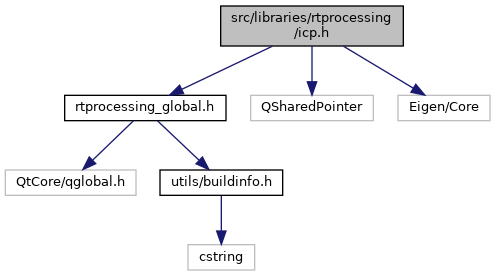 src/libraries/rtprocessing
/icp.h
rtprocessing_global.h
QSharedPointer
Eigen/Core
QtCore/qglobal.h
utils/buildinfo.h
cstring